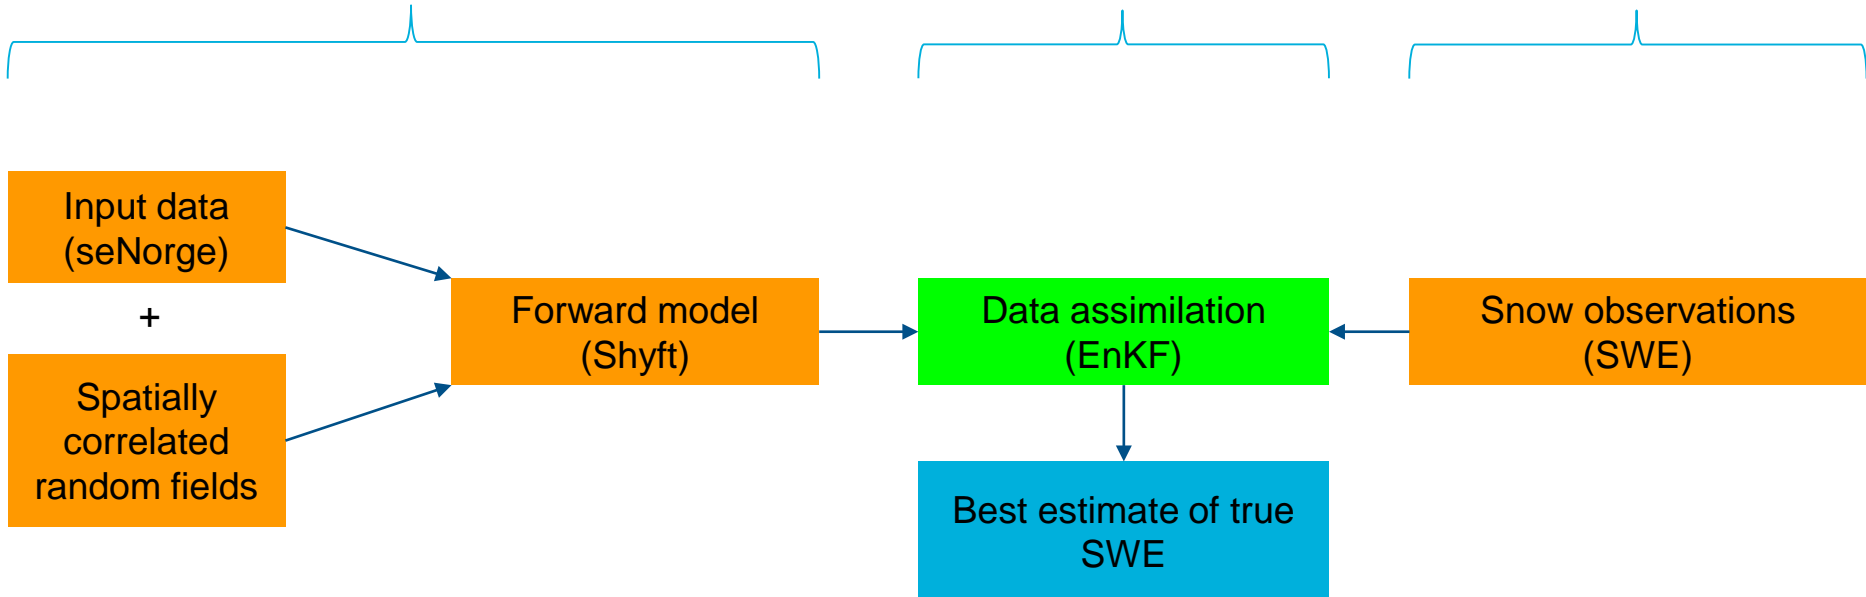 Input data
(seNorge)
+
Spatially
correlated
random fields
Forward model
(Shyft)
Data assimilation
(EnKF)
Snow observations
(SWE)
Best estimate of true
SWE